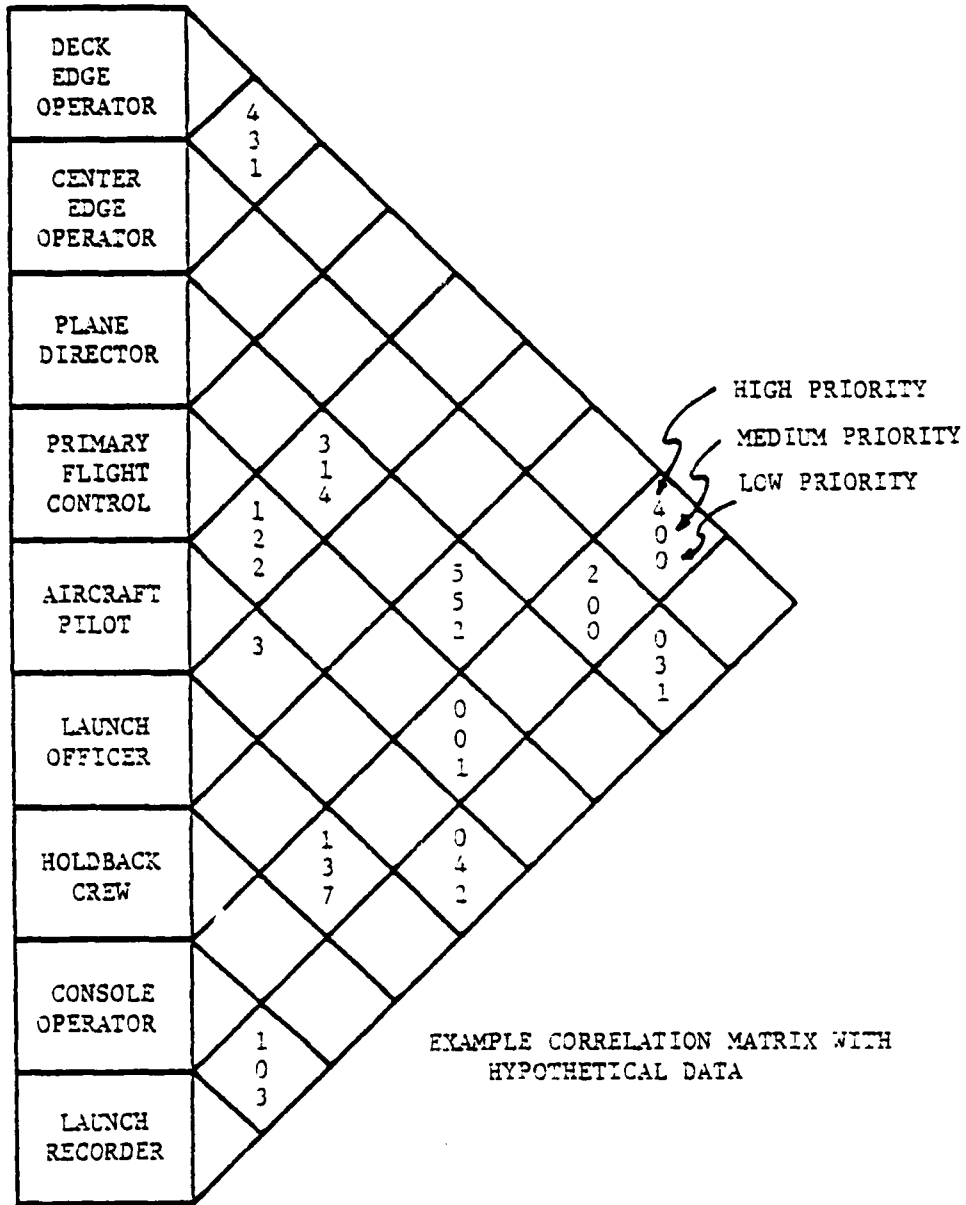 DECK
EDGE
OPERATOR
CENTER
EDGE
OPERATOR
PLANE
DIRECTOR
PRIMARY
FLIGHT
CONTROL
AIRCRAFT
PILOT
LAUNCH
OFFICER
HOLDBACK
CREW
CONSOLE
OPERATOR
LAUNCH
RECORDER
4
3
1
3
1
4
1
2
2
3
5
5
2
2
0
0
4
0
0
0
3
1
0
0
1
1
3
7
0
4
2
1
0
3
HIGH PRIORITY
MEDIUM PRIORITY
LOW PRIORITY
EXAMPLE CORRELATION MATRIX WITH
HYPOTHETICAL DATA